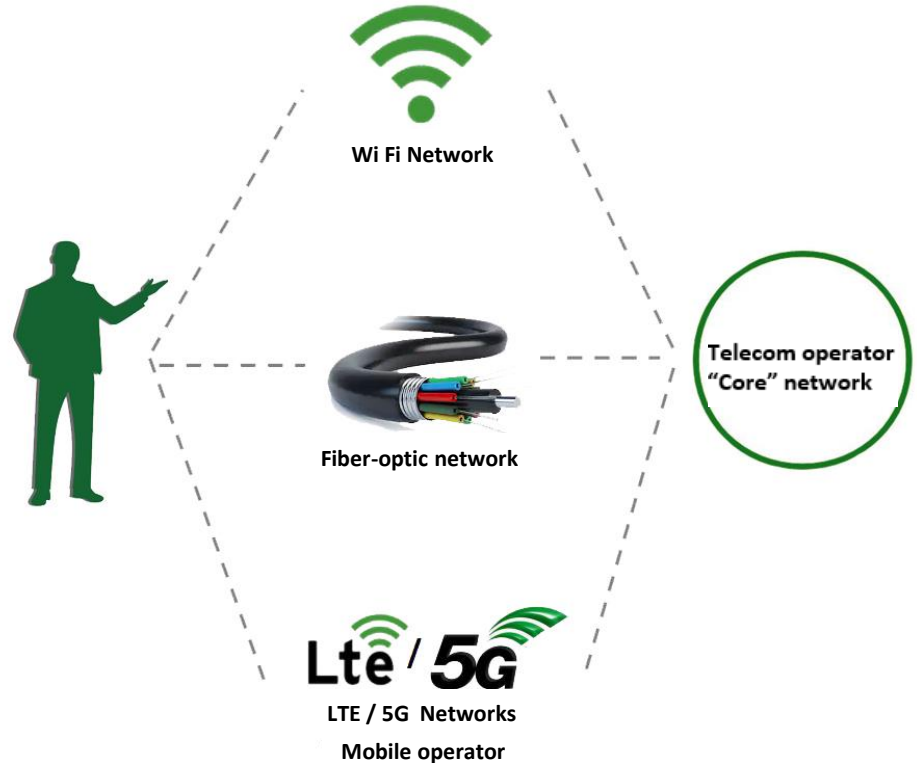 Wi Fi Network
Telecom operator
“Core” network
Fiber-optic network
Lte / 5G
LTE / 5G Networks
Mobile operator